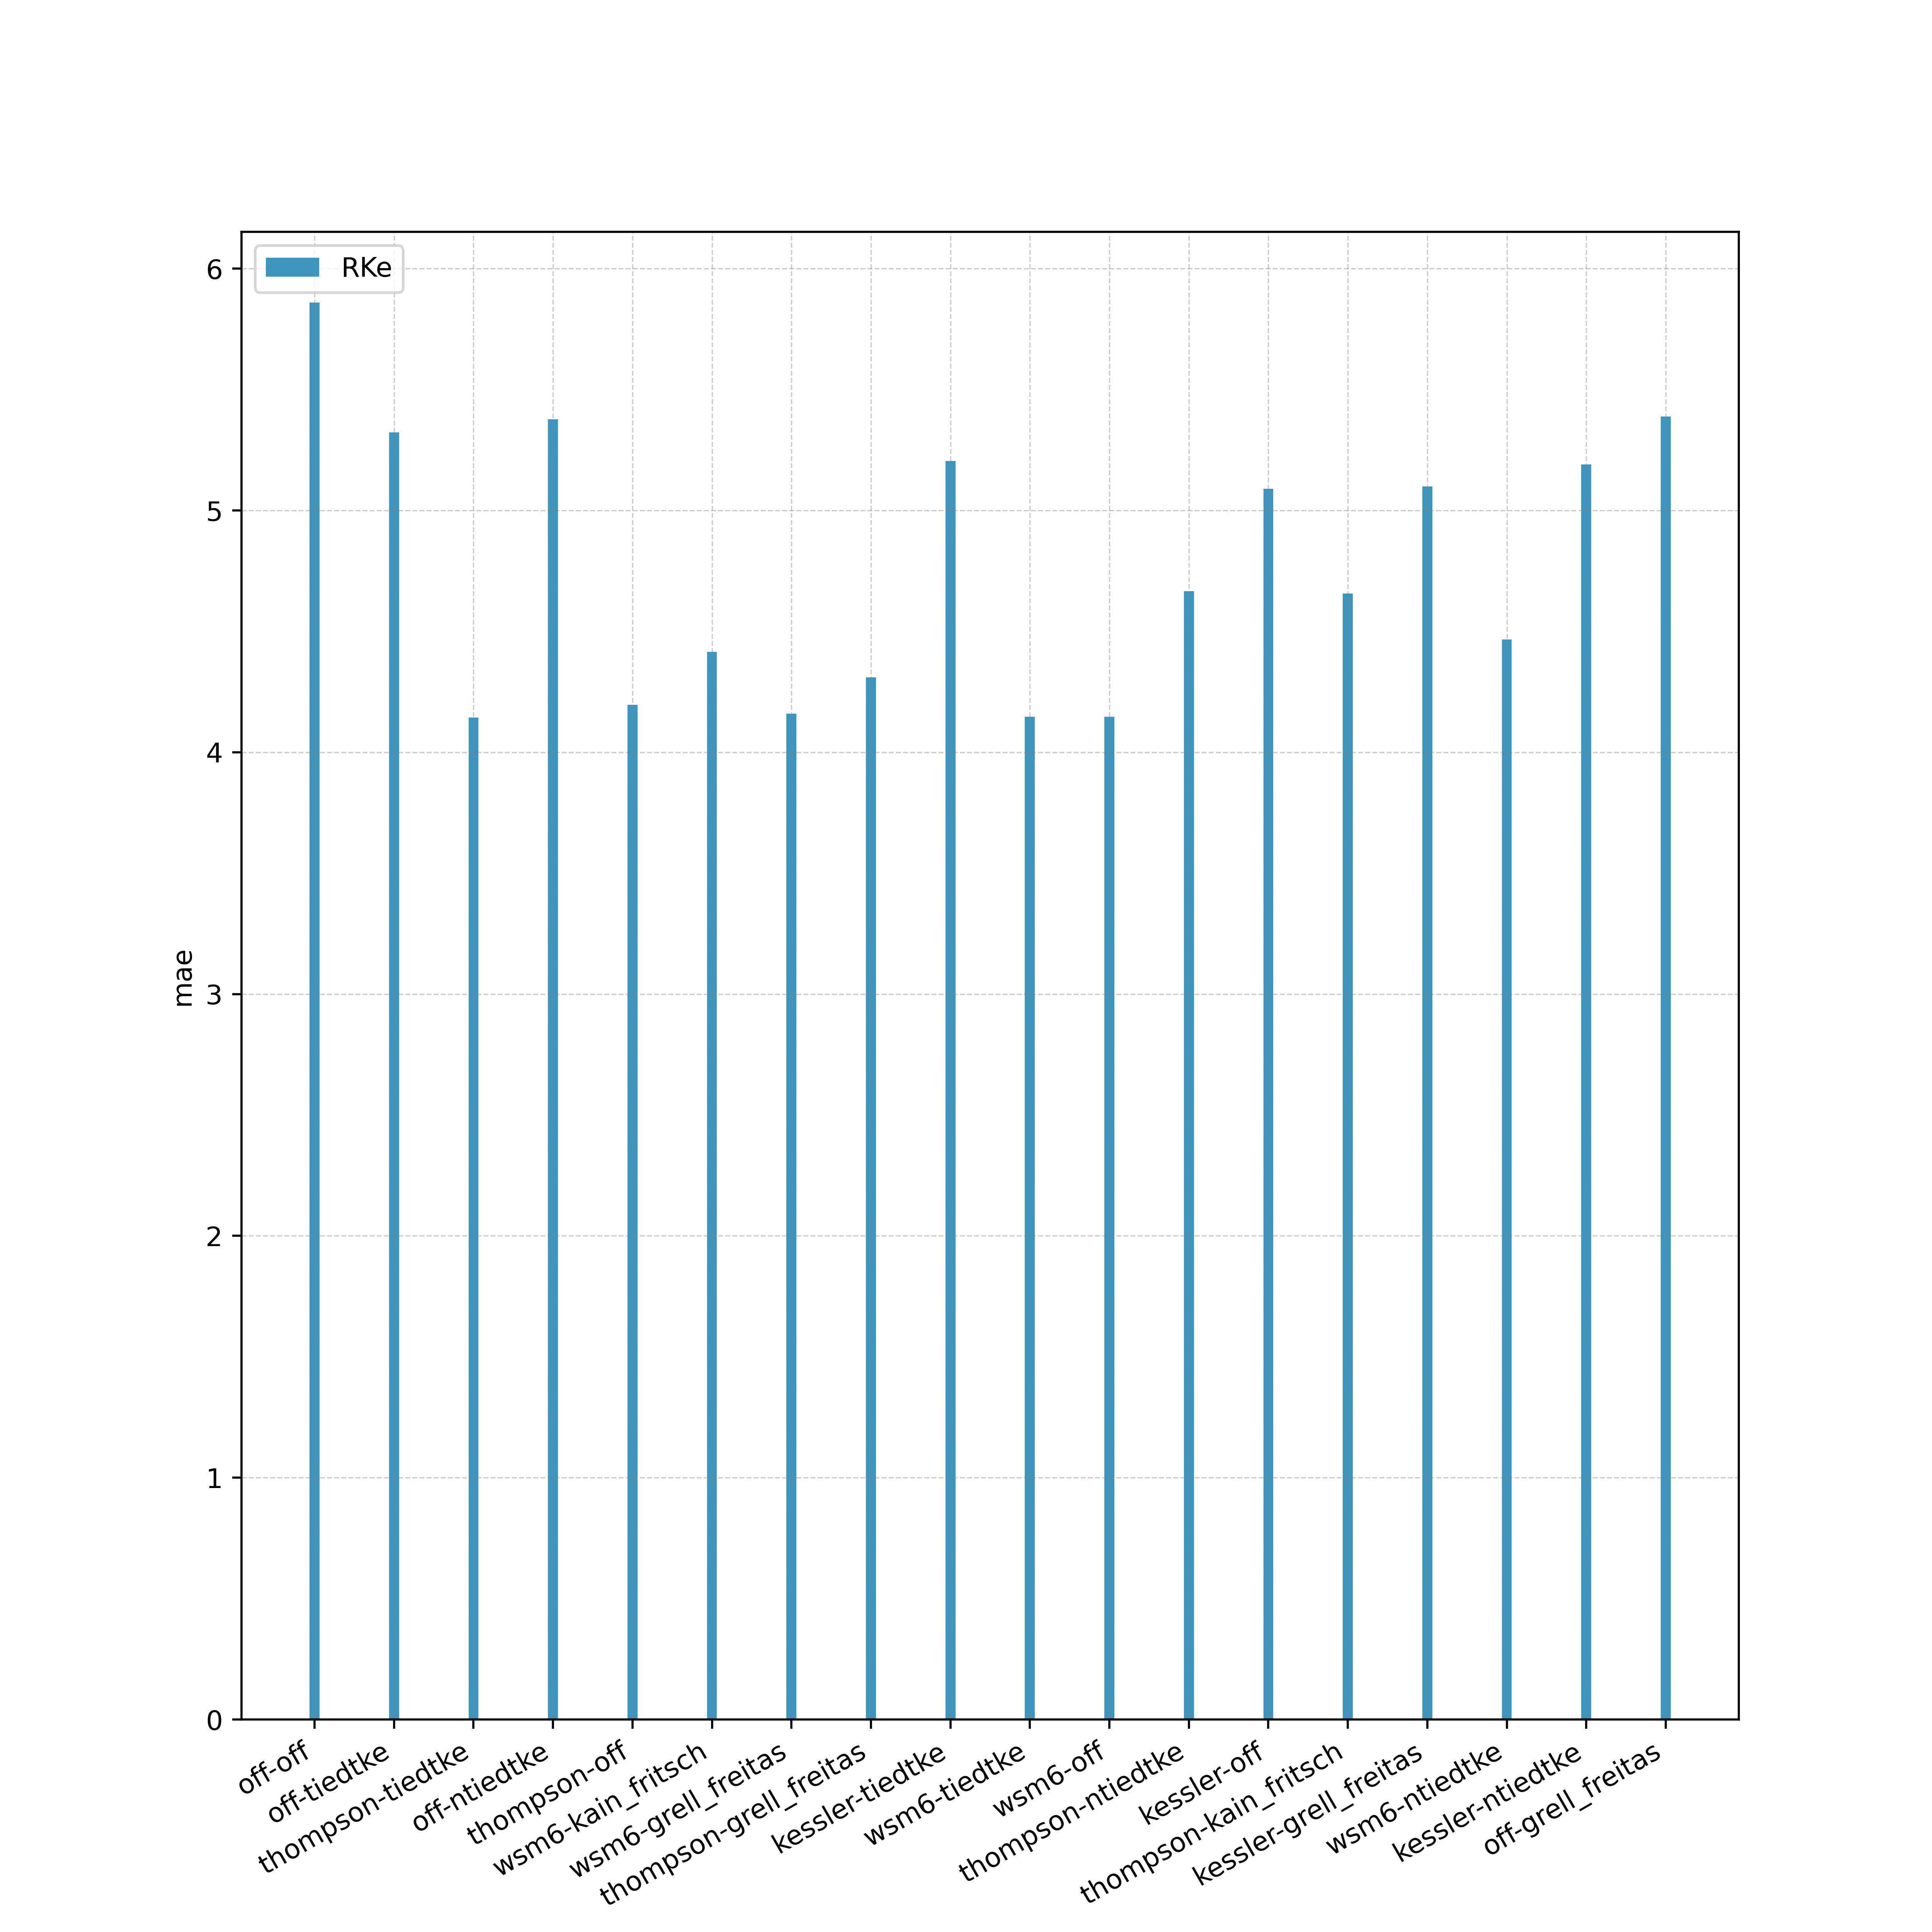 RKe
6
5
4
3
2
1
0
mae
off-off
off-tiedtke
thompson-tiedtke
off-ntiedtke
thompson-off
wsm6-kain_fritsch
wsm6-grell_freitas
thompson-grell_freitas
kessler-tiedtke
wsm6-tiedtke
wsm6-off
thompson-ntiedtke
kessler-off
thompson-kain_fritsch
kessler-grell_freitas
wsm6-ntiedtke
kessler-ntiedtke
off-grell_freitas